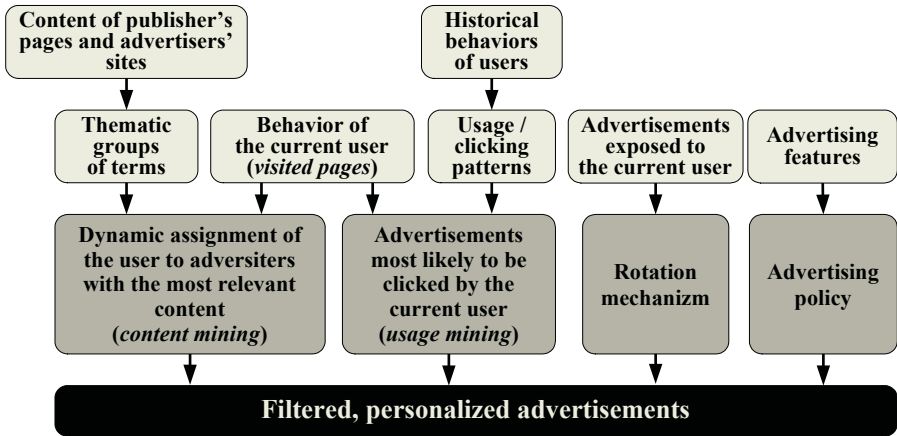 Content of publisher's
pages and advertisers'
sites
Historical
behaviors
of users
Thematic
groups
of terms
Behavior of
the current user
(visited pages)
Usage /
clicking
patterns
Advertisements
exposed to
the current user
Advertising
features
Dynamic assignment of
the user to adversiters
with the most relevant
content
(content mining)
Advertisements
most likely to be
clicked by the
current user
(usage mining)
Rotation
mechanizm
Advertising
policy
Filtered, personalized advertisements